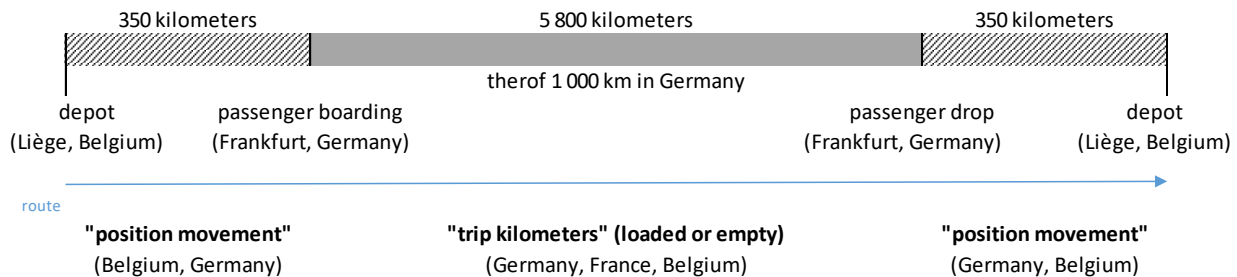 350 kilometers 5 800 kilometers 350 kilometers
therof 1 000 km in Germany
depot passenger boarding passenger drop depot
(Liège, Belgium) (Frankfurt, Germany) (Frankfurt, Germany) (Liège, Belgium)
route
"position movement" "trip kilometers" (loaded or empty) "position movement"
(Belgium, Germany) (Germany, France, Belgium) (Germany, Belgium)